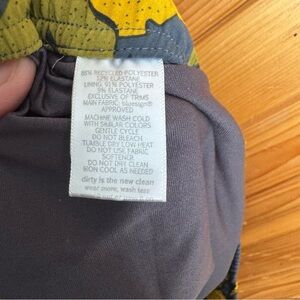 88% RECYCLED POLYESTER
12% ELASTANE
LINING: 91% POLYESTER
9% ELASTANE
EXCLUSIVE OF TRIMS
MAIN FABRIC: bluesign®
APPROVED
MACHINE WASH COLD
WITH SIMILAR COLORS
GENTLE CYCLE
DO NOT BLEACH
TUMBLE DRY LOW HEAT
DO NOT USE FABRIC
SOFTENER
DO NOT DRY CLEAN
IRON COOL AS NEEDED
dirty is the new clean
wear more, wash less